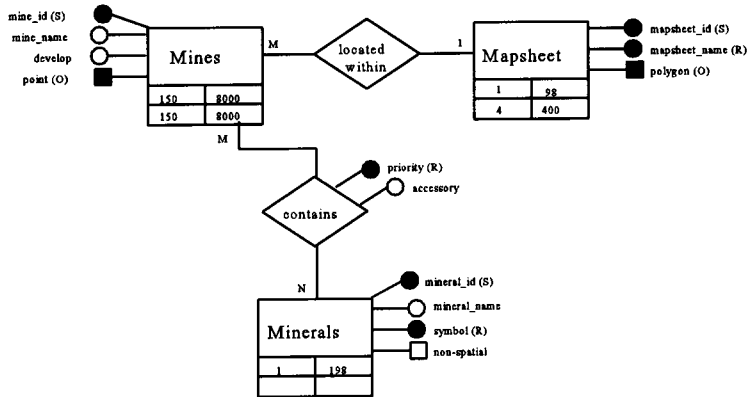 mine_id (S)
mine_name
develop
point (O)
Mines
150 8000
150 8000
M
located
within
1
Mapsheet
1 98
4 400
mapsheet_id (S)
mapsheet_name (R)
polygon (O)
M
priority (R)
accessory
contains
N
Minerals
1 198
mineral_id (S)
mineral_name
symbol (R)
non-spatial